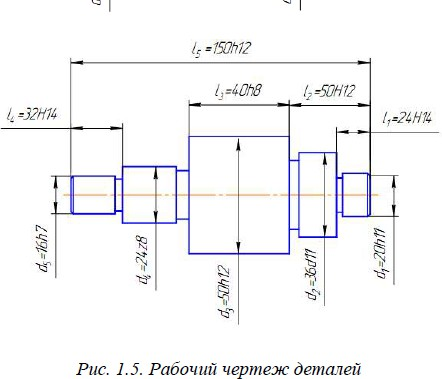 l₅ =150h12
l₃ =40h8
l₂ =50H12
l₄ =32H14
l₁=24H14
d₅=16h7
d₄=24z8
d₃=50h12
d₂=36d11
d₁=20h11
Рис. 1.5. Рабочий чертеж деталей